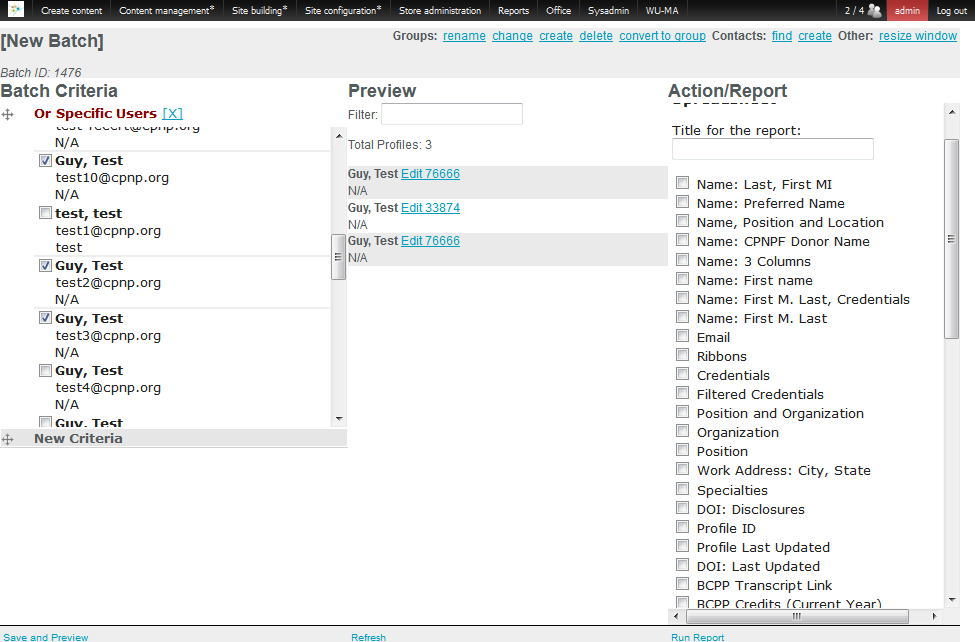 Create content Content management* Site building* Site configuration* Store administration Reports Office Sysadmin WU-MA 2 / 4 admin Log out
[New Batch]
Groups: rename change create delete convert to group Contacts: find create Other: resize window
Batch ID: 1476
Batch Criteria
Or Specific Users [X]
N/A
Guy, Test
test10@cpnp.org
N/A
test, test
test1@cpnp.org
test
Guy, Test
test2@cpnp.org
N/A
Guy, Test
test3@cpnp.org
N/A
Guy, Test
test4@cpnp.org
N/A
Guy, Test
New Criteria
Save and Preview
Preview
Filter:
Total Profiles: 3
Guy, Test Edit 76666
N/A
Guy, Test Edit 33874
N/A
Guy, Test Edit 76666
N/A
Refresh
Action/Report
Title for the report:
Name: Last, First MI
Name: Preferred Name
Name, Position and Location
Name: CPNPF Donor Name
Name: 3 Columns
Name: First name
Name: First M. Last, Credentials
Name: First M. Last
Email
Ribbons
Credentials
Filtered Credentials
Position and Organization
Organization
Position
Work Address: City, State
Specialties
DOI: Disclosures
Profile ID
Profile Last Updated
DOI: Last Updated
BCPP Transcript Link
BCPP Credits (Current Year)
Run Report